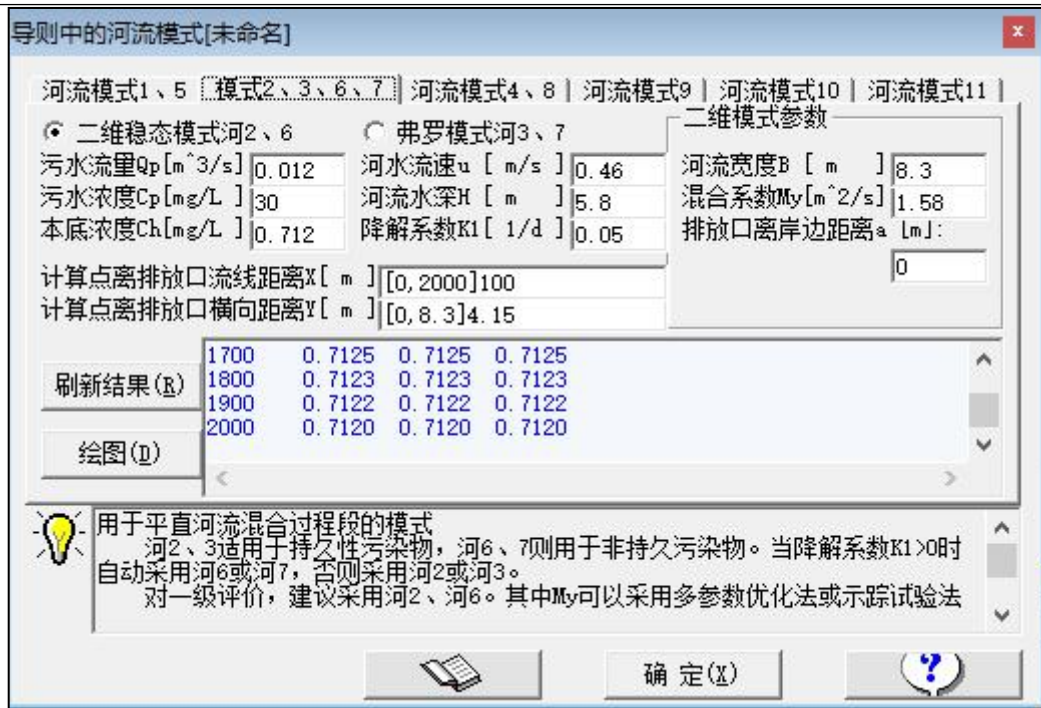 导则中的河流模式[未命名]
x
河流模式1、5 模式2、3、6、7 河流模式4、8 河流模式9 河流模式10 河流模式11
二维稳态模式河2、6 弗罗模式河3、7 二维模式参数
污水流量Qp[m^3/s] 0.012 河水流速u [ m/s ] 0.46 河流宽度B [ m ] 8.3
污水浓度Cp[mg/L ] 30 河流水深H [ m ] 5.8 混合系数My[m^2/s] 1.58
本底浓度Ch[mg/L ] 0.712 降解系数K1[ 1/d ] 0.05 排放口离岸边距离a [m]:
0
计算点离排放口流线距离X[ m ] [0,2000]100
计算点离排放口横向距离Y[ m ] [0,8.3]4.15
刷新结果(R)
绘图(D)
1700 0.7125 0.7125 0.7125
1800 0.7123 0.7123 0.7123
1900 0.7122 0.7122 0.7122
2000 0.7120 0.7120 0.7120
用于平直河流混合过程段的模式
河2、3适用于持久性污染物，河6、7则用于非持久污染物。当降解系数K1>0时
自动采用河6或河7，否则采用河2或河3。
对一级评价，建议采用河2、河6。其中My可以采用多参数优化法或示踪试验法
确 定(X)
?